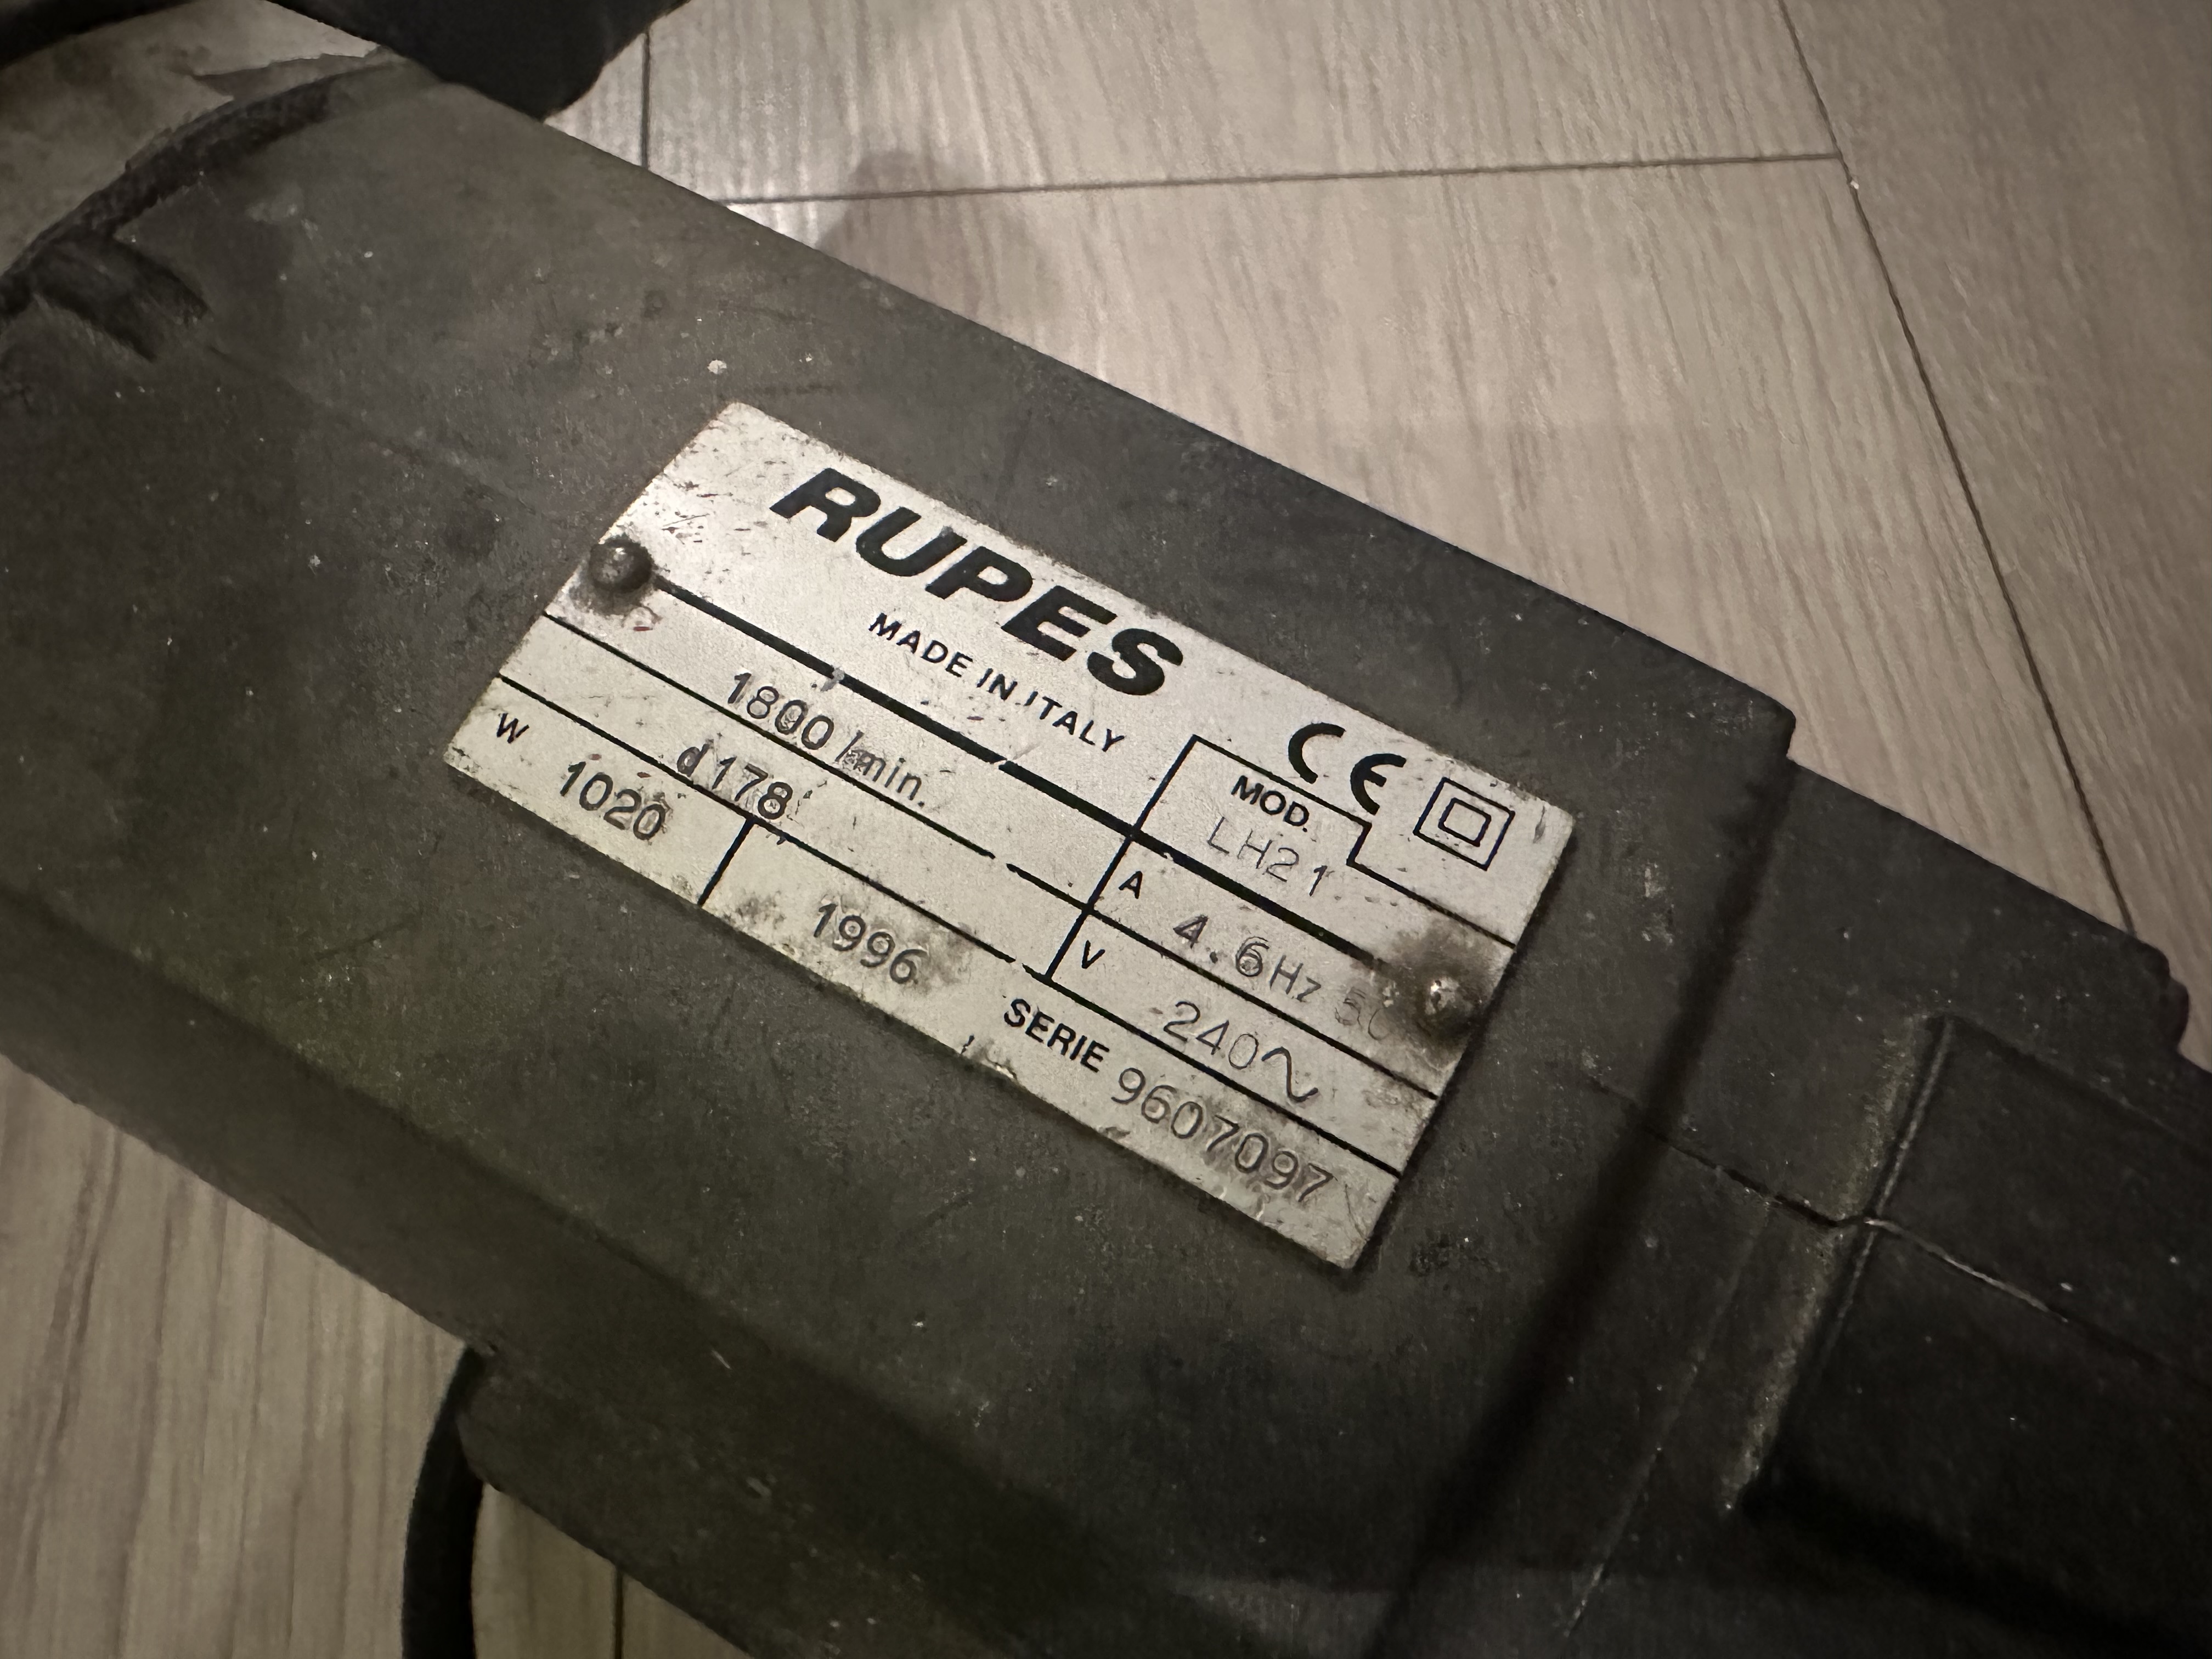 RUPES
MADE IN ITALY
CE
MOD.
LH21
1800/min.
A 4.6 Hz 50
d178
V 240~
W 1020
1996
SERIE 9607097